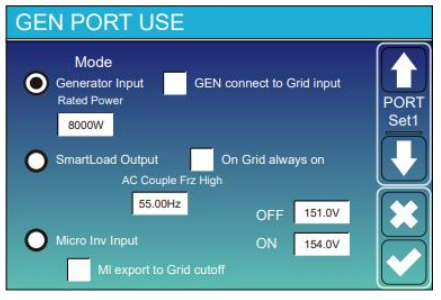 GEN PORT USE
Mode
Generator Input GEN connect to Grid input
Rated Power
8000W
PORT
Set1
SmartLoad Output On Grid always on
AC Couple Frz High
55.00Hz
OFF 151.0V
Micro Inv Input ON 154.0V
MI export to Grid cutoff